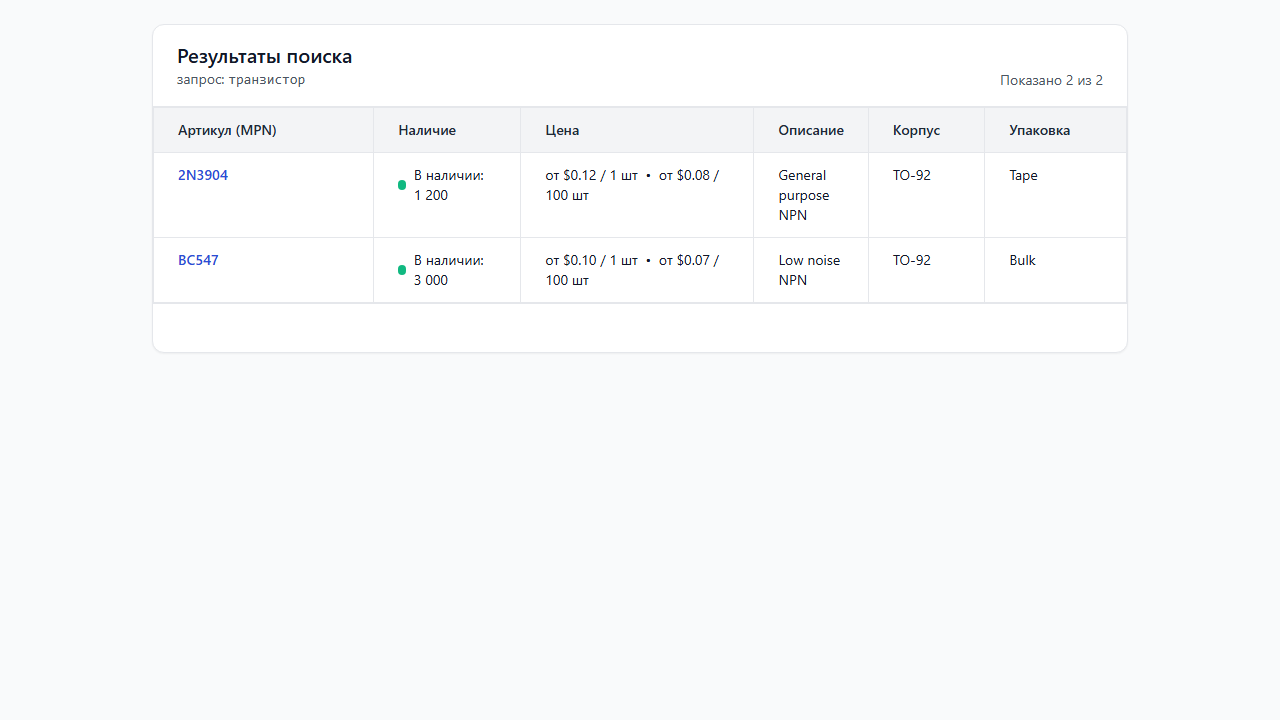 Результаты поиска
запрос: транзистор
Показано 2 из 2
Артикул (MPN) Наличие Цена Описание Корпус Упаковка
2N3904 В наличии: от $0.12 / 1 шт • от $0.08 / General TO-92 Tape
1 200 100 шт purpose
NPN
BC547 В наличии: от $0.10 / 1 шт • от $0.07 / Low noise TO-92 Bulk
3 000 100 шт NPN